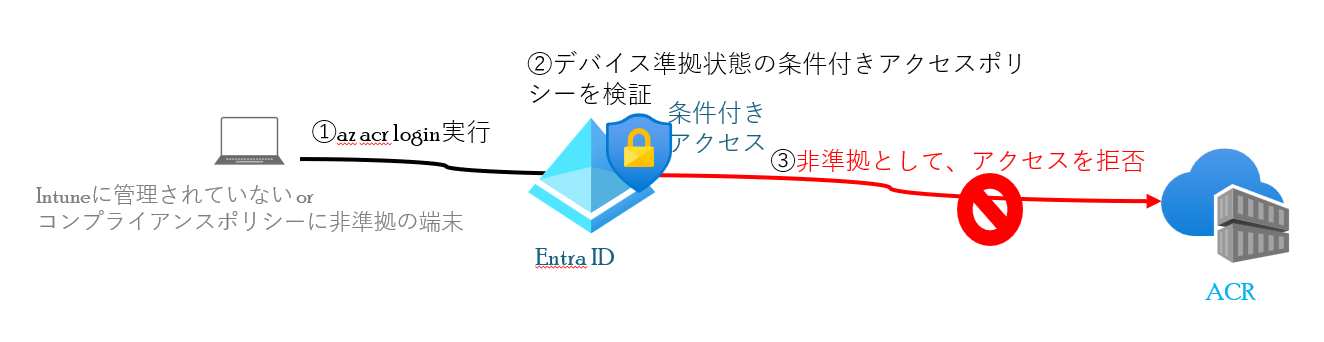 ②デバイス準拠状態の条件付きアクセスポリ
シーを検証
条件付き
アクセス
①az acr login実行
③非準拠として、アクセスを拒否
Intuneに管理されていない or
コンプライアンスポリシーに非準拠の端末
Entra ID
ACR